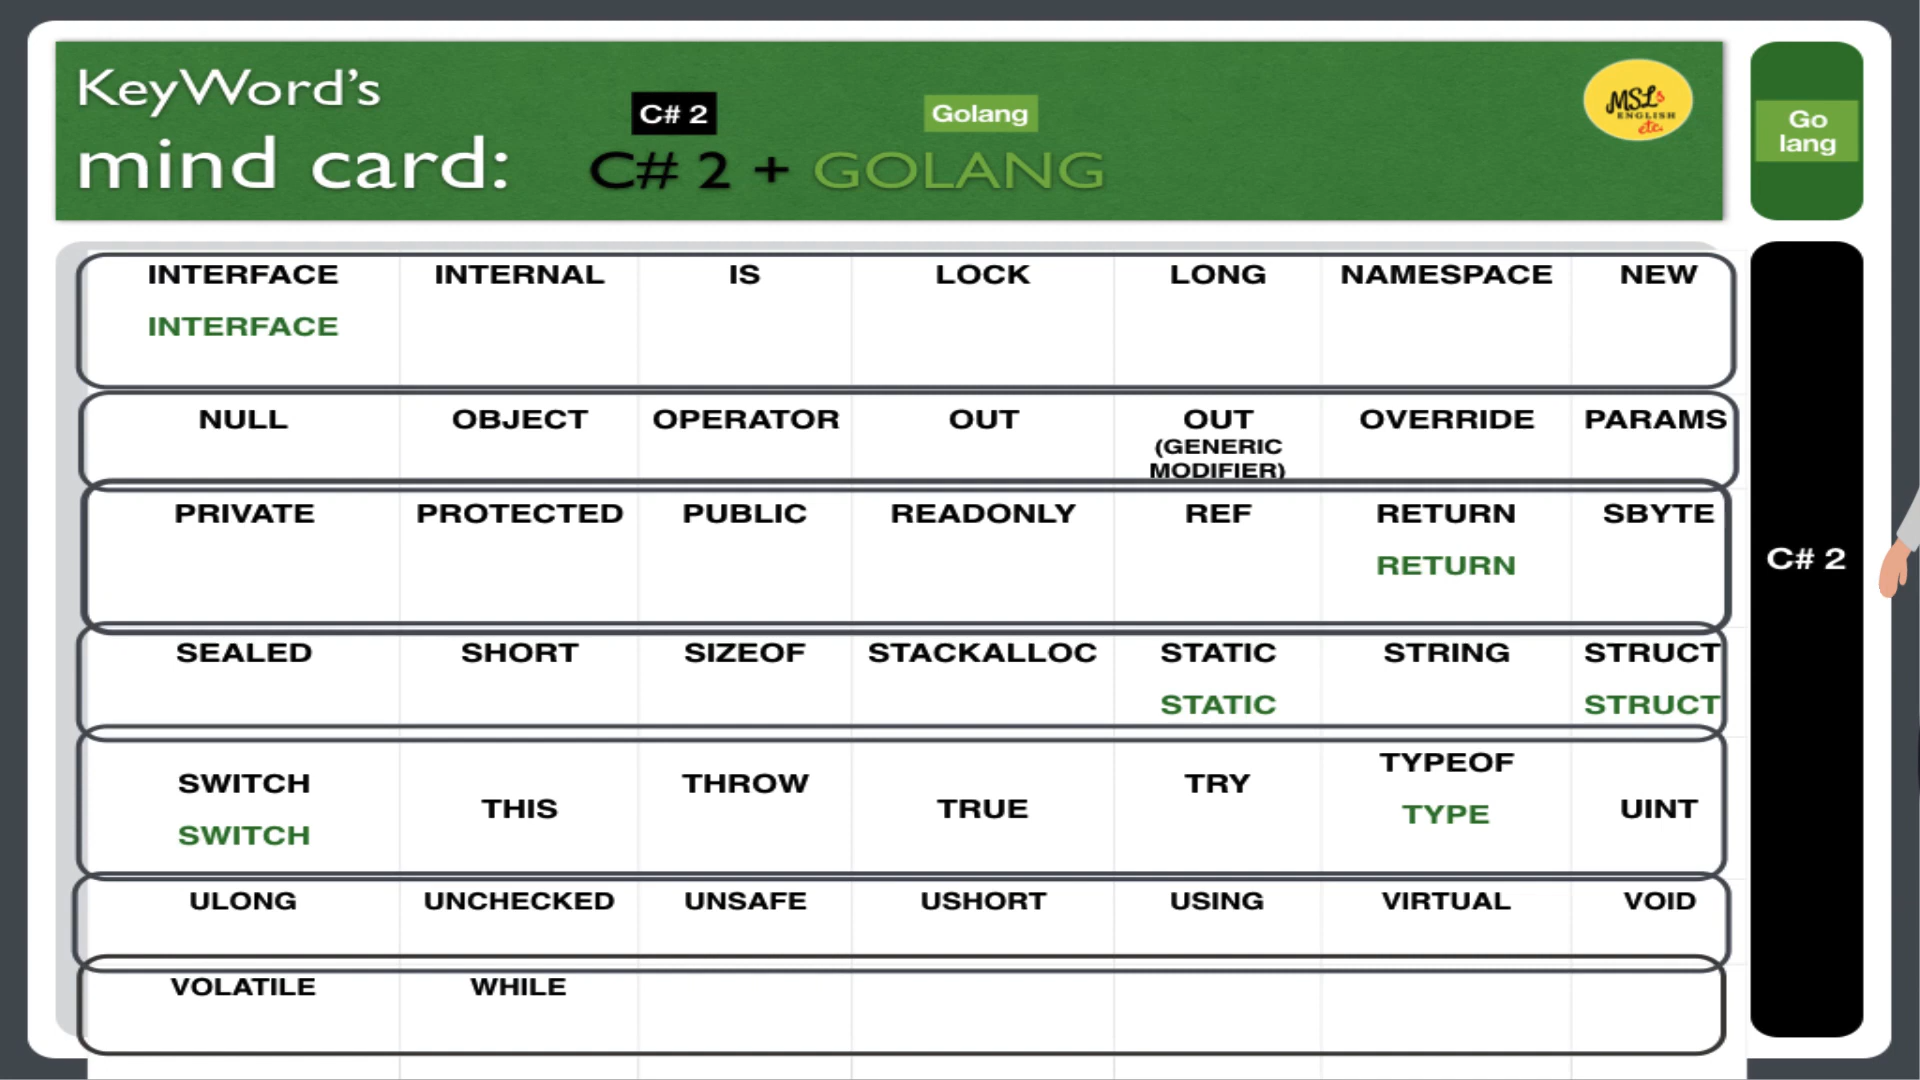 KeyWord's
mind card:
C# 2
Golang
C# 2 + GOLANG
MSLs
ENGLISH
etc.
Go
lang
INTERFACE INTERNAL IS LOCK LONG NAMESPACE NEW
INTERFACE
NULL OBJECT OPERATOR OUT OUT OVERRIDE PARAMS
(GENERIC
MODIFIER)
PRIVATE PROTECTED PUBLIC READONLY REF RETURN SBYTE
RETURN
C# 2
SEALED SHORT SIZEOF STACKALLOC STATIC STRING STRUCT
STATIC STRUCT
SWITCH THIS THROW TRUE TRY TYPEOF UINT
SWITCH TYPE
ULONG UNCHECKED UNSAFE USHORT USING VIRTUAL VOID
VOLATILE WHILE